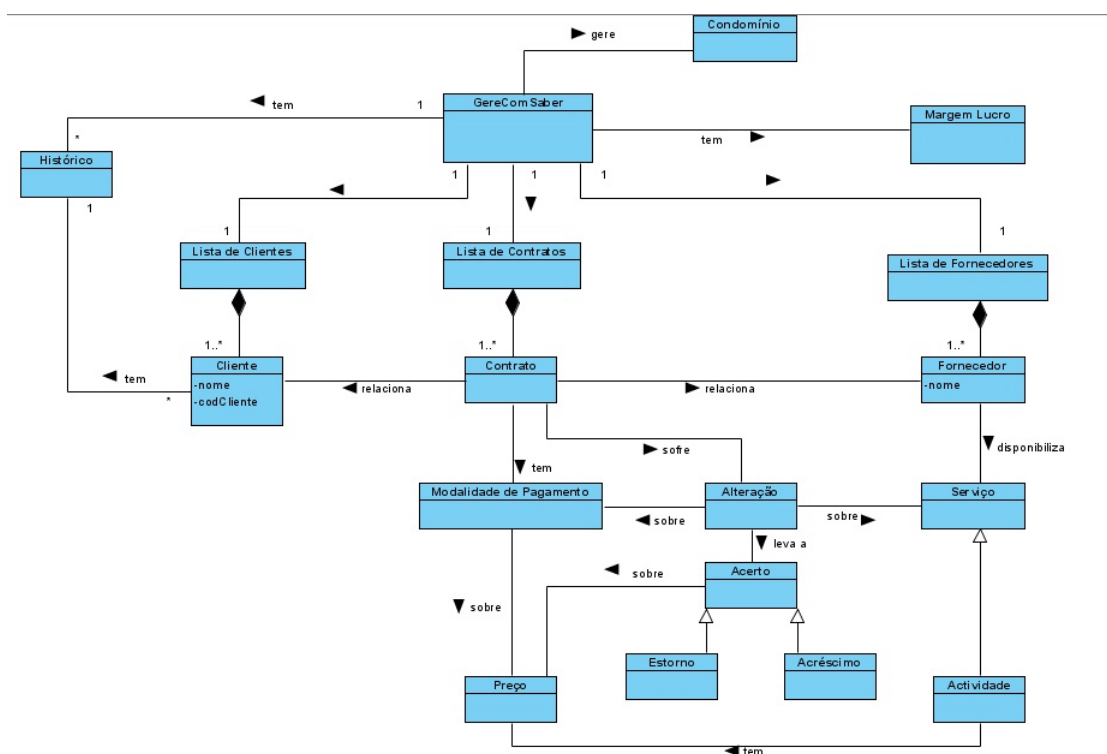 Condomínio
gere
GereComSaber
tem
1
Margem Lucro
tem
*
Histórico
1
1
1
1
1
1
1
Lista de Clientes
Lista de Contratos
Lista de Fornecedores
1..*
1..*
1..*
Cliente
-nome
-codCliente
Contrato
Fornecedor
-nome
tem
*
relaciona
relaciona
sofre
disponibiliza
tem
Modalidade de Pagamento
Alteração
Serviço
sobre
sobre
leva a
Acerto
sobre
sobre
Estorno
Acréscimo
Preço
Actividade
tem